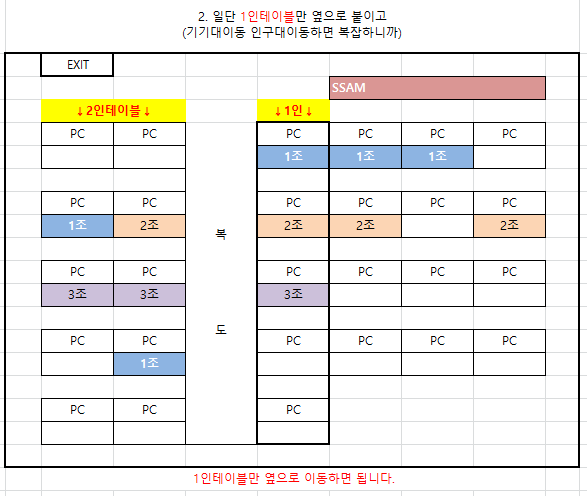 2. 일단 1인테이블만 옆으로 붙이고
(기기대이동 인구대이동하면 복잡하니까)
EXIT
SSAM
↓2인테이블↓ ↓1인↓
PC PC PC PC PC PC
1조 1조 1조
PC PC PC PC PC PC
1조 2조 2조 2조 2조
복
PC PC PC PC PC PC
3조 3조 3조
도
PC PC PC PC PC PC
1조
PC PC PC
1인테이블만 옆으로 이동하면 됩니다.